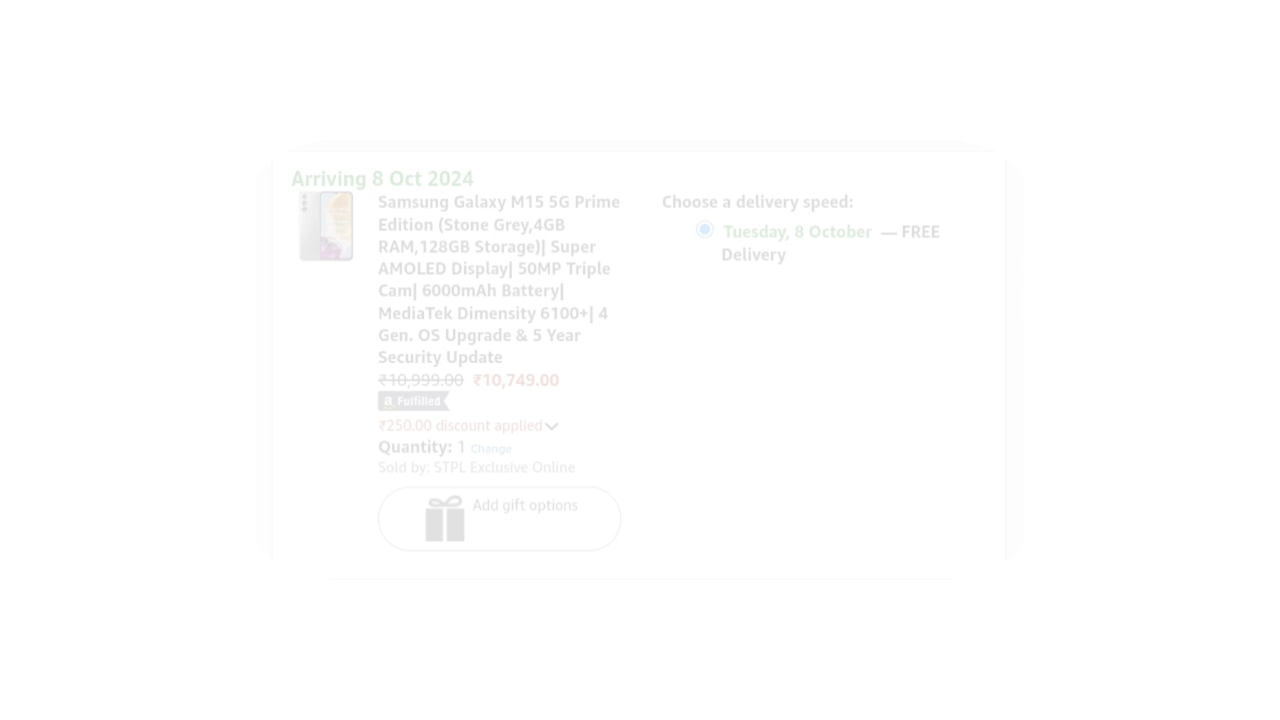 Arriving 8 Oct 2024
Samsung Galaxy M15 5G Prime
Edition (Stone Grey,4GB
RAM,128GB Storage)| Super
AMOLED Display| 50MP Triple
Cam| 6000mAh Battery|
MediaTek Dimensity 6100+| 4
Gen. OS Upgrade & 5 Year
Security Update
₹10,999.00 ₹10,749.00
a Fulfilled
₹250.00 discount applied
Quantity: 1 Change
Sold by: STPL Exclusive Online
Add gift options
Choose a delivery speed:
Tuesday, 8 October — FREE
Delivery